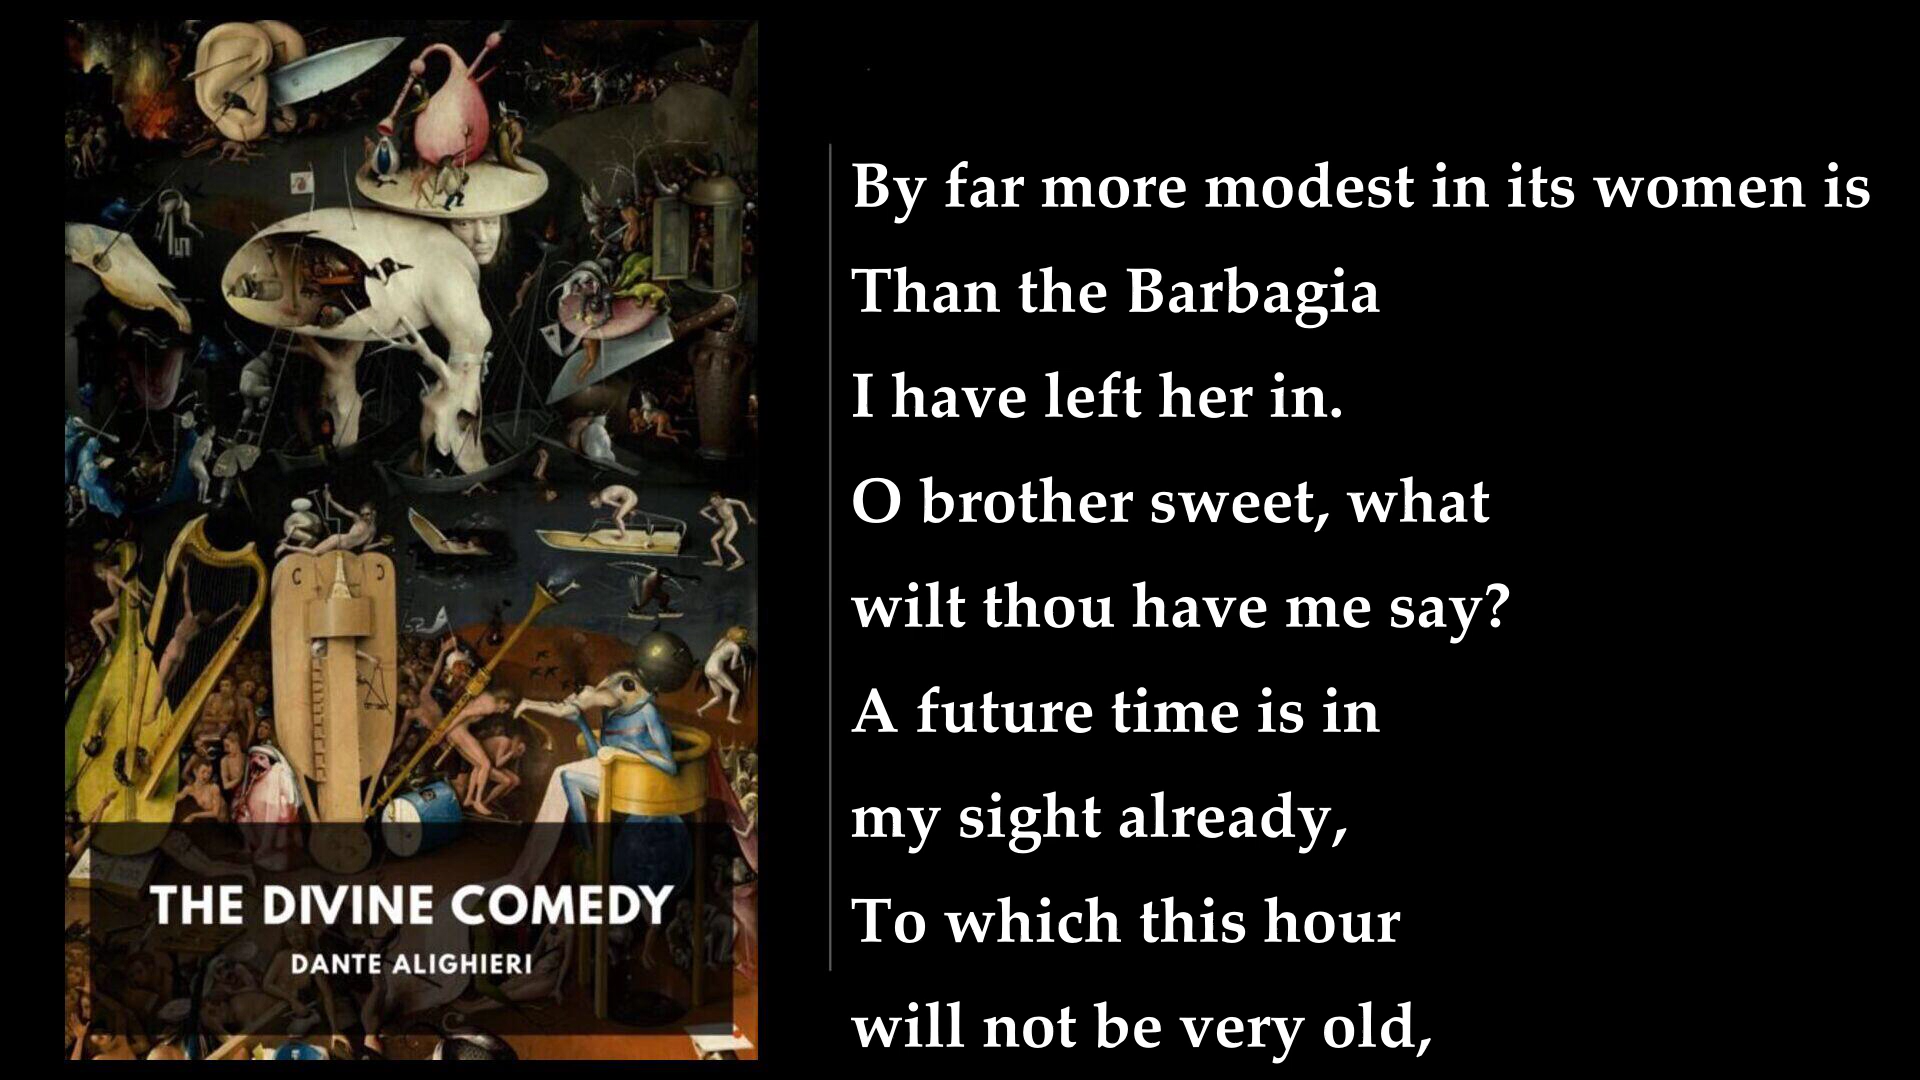 THE DIVINE COMEDY
DANTE ALIGHIERI
By far more modest in its women is
Than the Barbagia
I have left her in.
O brother sweet, what
wilt thou have me say?
A future time is in
my sight already,
To which this hour
will not be very old,